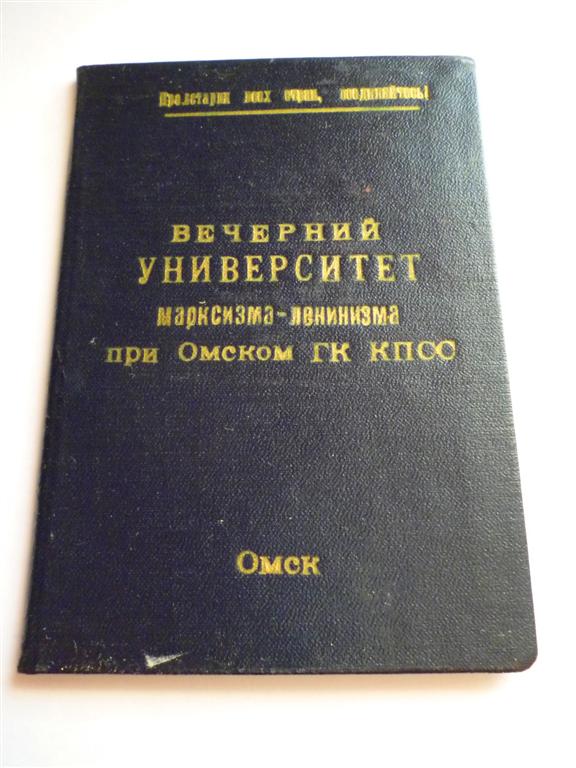 Пролетарии всех стран, соединяйтесь!
ВЕЧЕРНИЙ
УНИВЕРСИТЕТ
марксизма-ленинизма
при Омском ГК КПСС
Омск